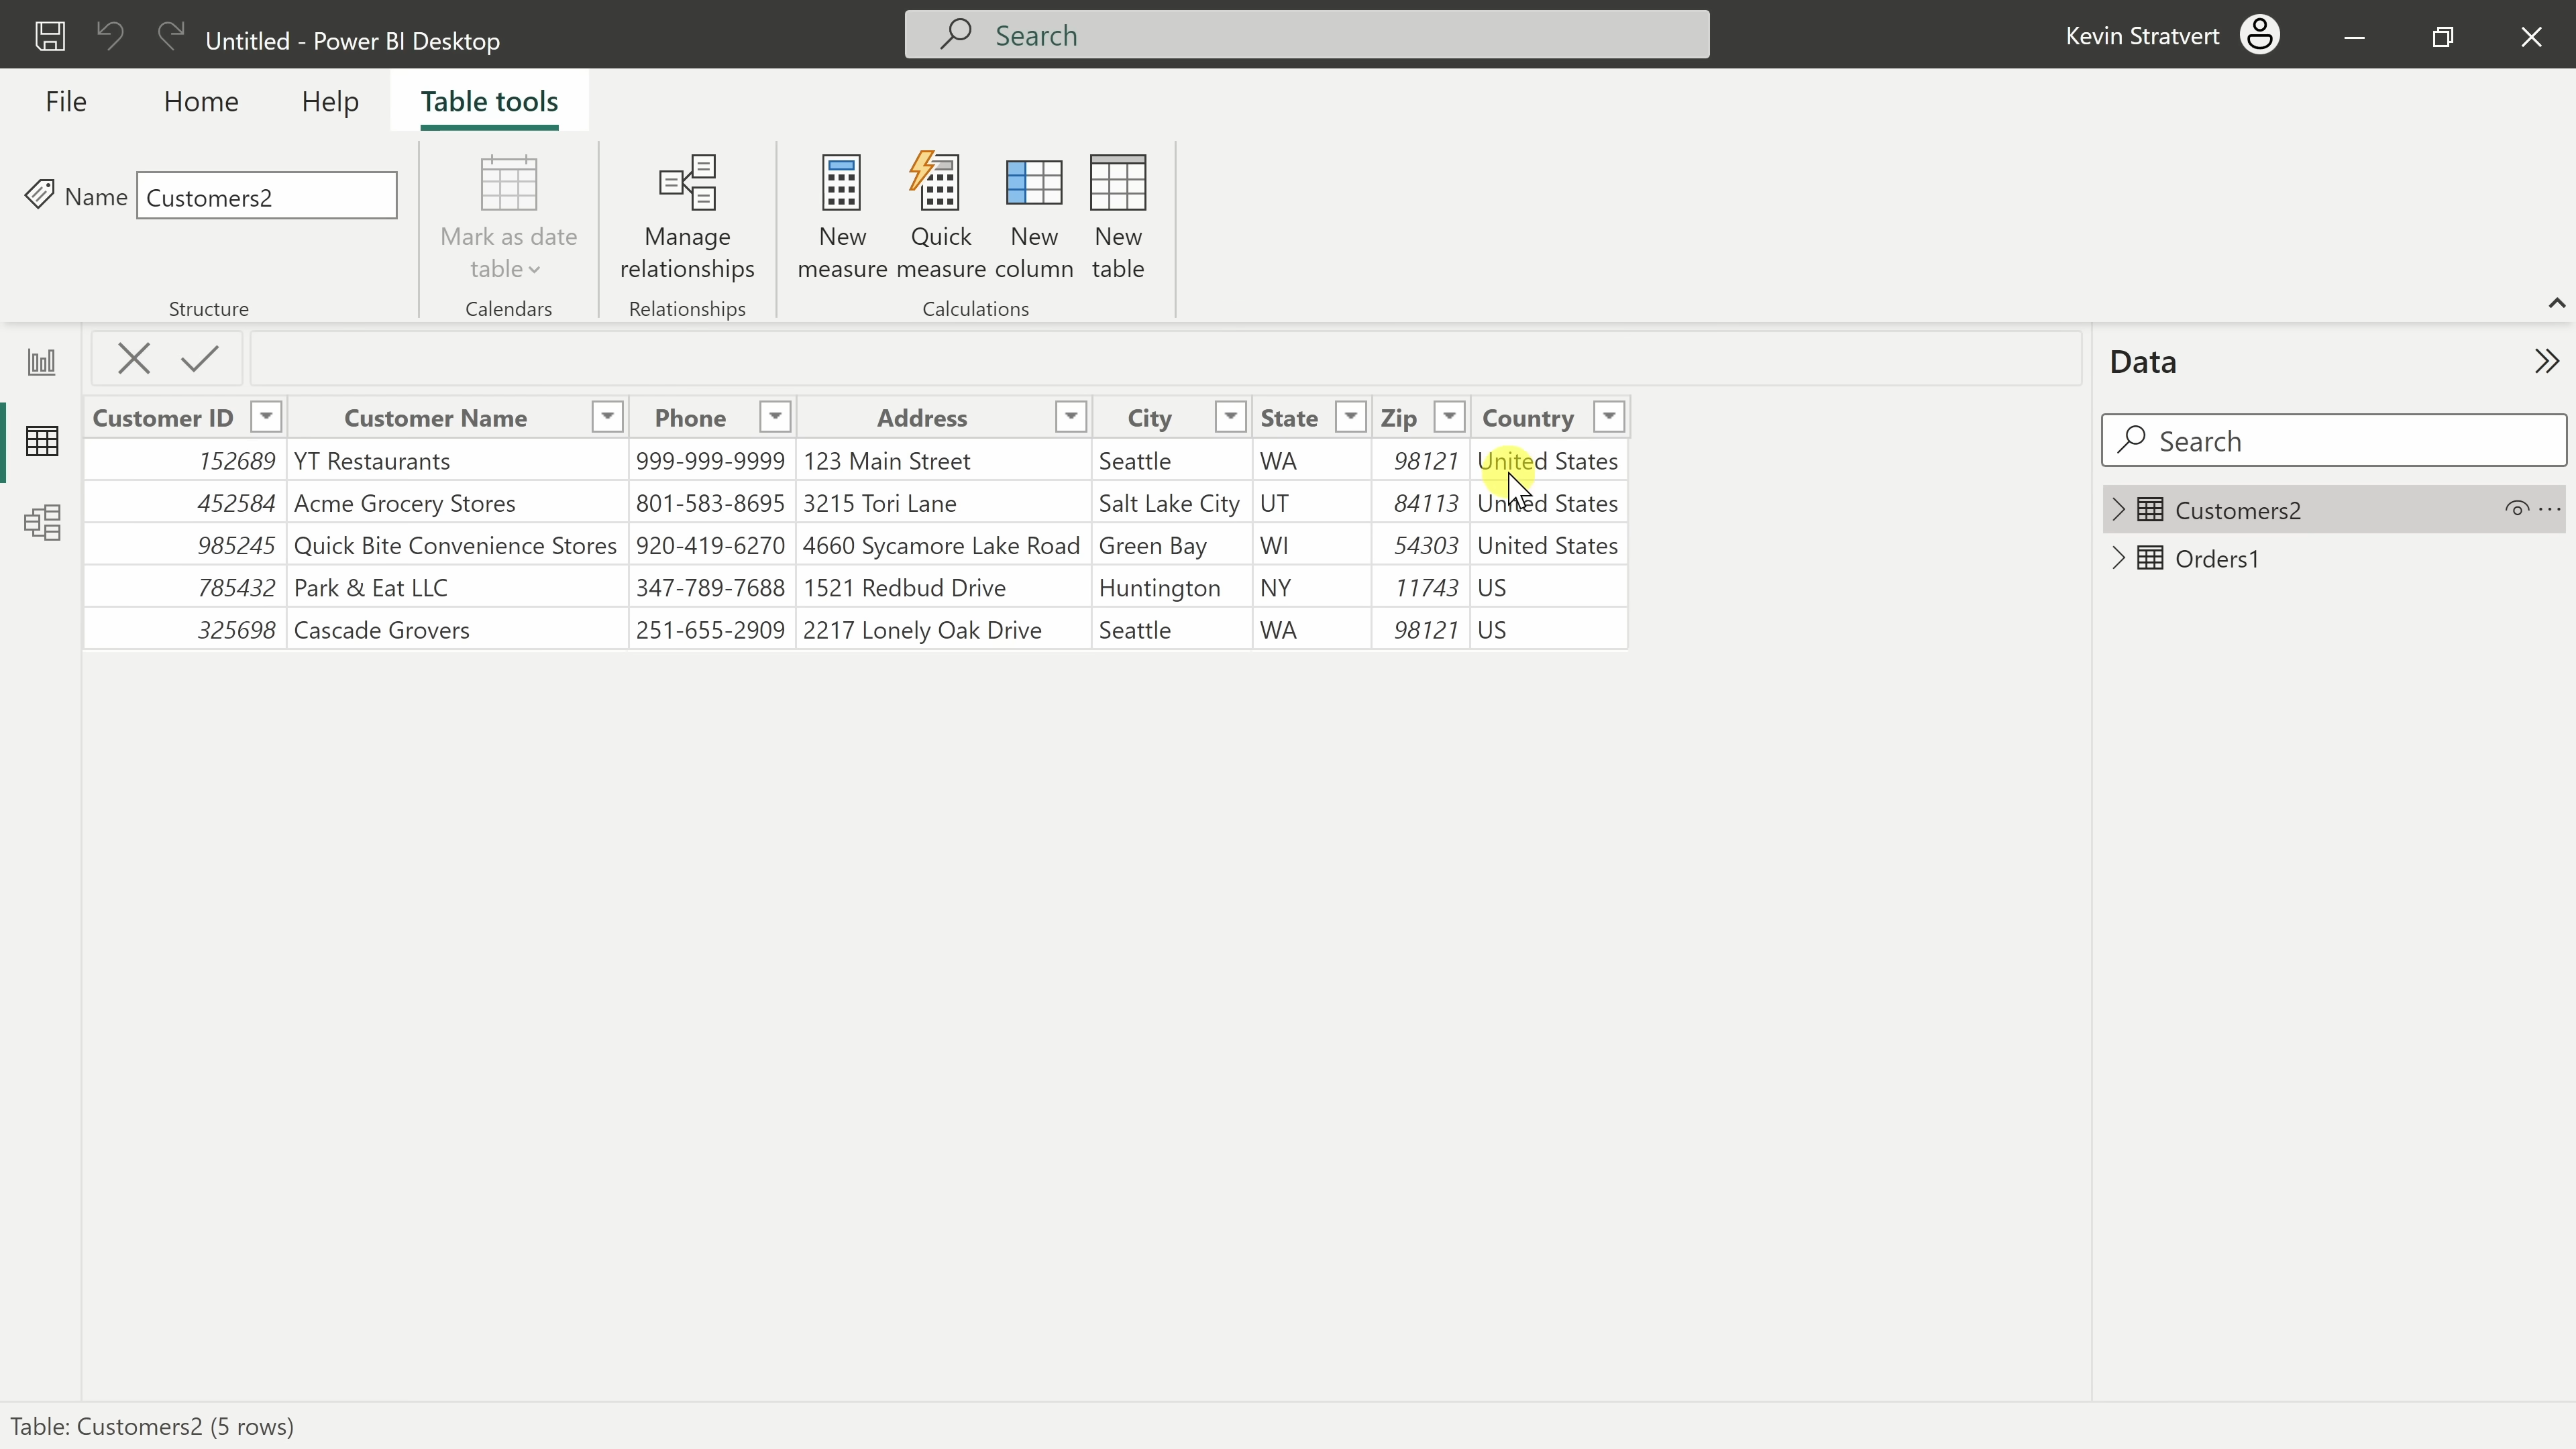 Untitled - Power BI Desktop
Search
Kevin Stratvert
File Home Help Table tools
Name Customers2
Mark as date table
Manage relationships
New measure
Quick measure
New column
New table
Structure
Calendars
Relationships
Calculations
Customer ID Customer Name Phone Address City State Zip Country
152689 YT Restaurants 999-999-9999 123 Main Street Seattle WA 98121 United States
452584 Acme Grocery Stores 801-583-8695 3215 Tori Lane Salt Lake City UT 84113 United States
985245 Quick Bite Convenience Stores 920-419-6270 4660 Sycamore Lake Road Green Bay WI 54303 United States
785432 Park & Eat LLC 347-789-7688 1521 Redbud Drive Huntington NY 11743 US
325698 Cascade Grovers 251-655-2909 2217 Lonely Oak Drive Seattle WA 98121 US
Data
Search
Customers2
Orders1
Table: Customers2 (5 rows)